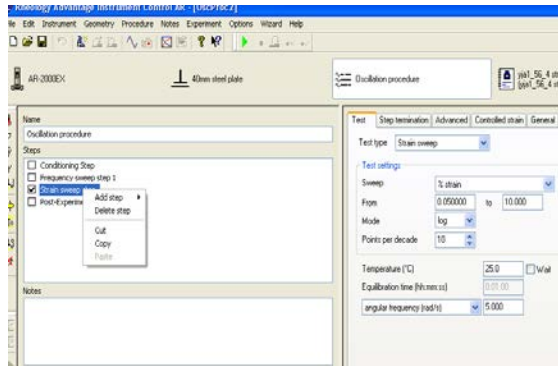 Rheology Advantage Instrument Control AR - [OscProc2]
Edit Instrument Geometry Procedure Notes Experiment Options Wizard Help
AR-2000EX
40mm steel plate
Oscillation procedure
Name
Oscillation procedure
Steps
Conditioning Step
Frequency sweep step 1
Strain sweep
Post-Experim
Add step
Delete step
Cut
Copy
Paste
Notes
Test Step termination Advanced Controlled strain General
Test type Strain sweep
Test settings
Sweep % strain
From 0.050000 to 10.000
Mode log
Points per decade 10
Temperature (°C) 25.0 Wait
Equilibration time (hh:mm:ss) 0:01:00
angular frequency (rad/s) 5.000